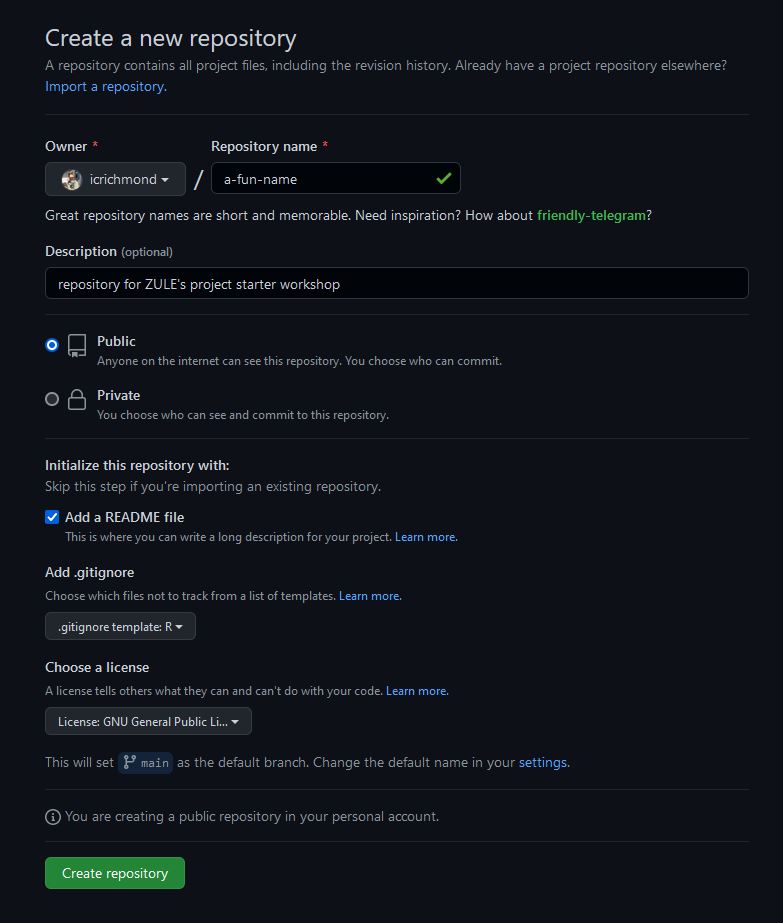 Create a new repository
A repository contains all project files, including the revision history. Already have a project repository elsewhere?
Import a repository.
Owner * Repository name *
icrichmond / a-fun-name
Great repository names are short and memorable. Need inspiration? How about friendly-telegram?
Description (optional)
repository for ZULE's project starter workshop
Public
Anyone on the internet can see this repository. You choose who can commit.
Private
You choose who can see and commit to this repository.
Initialize this repository with:
Skip this step if you're importing an existing repository.
Add a README file
This is where you can write a long description for your project. Learn more.
Add .gitignore
Choose which files not to track from a list of templates. Learn more.
.gitignore template: R
Choose a license
A license tells others what they can and can't do with your code. Learn more.
License: GNU General Public Li...
This will set main as the default branch. Change the default name in your settings.
You are creating a public repository in your personal account.
Create repository